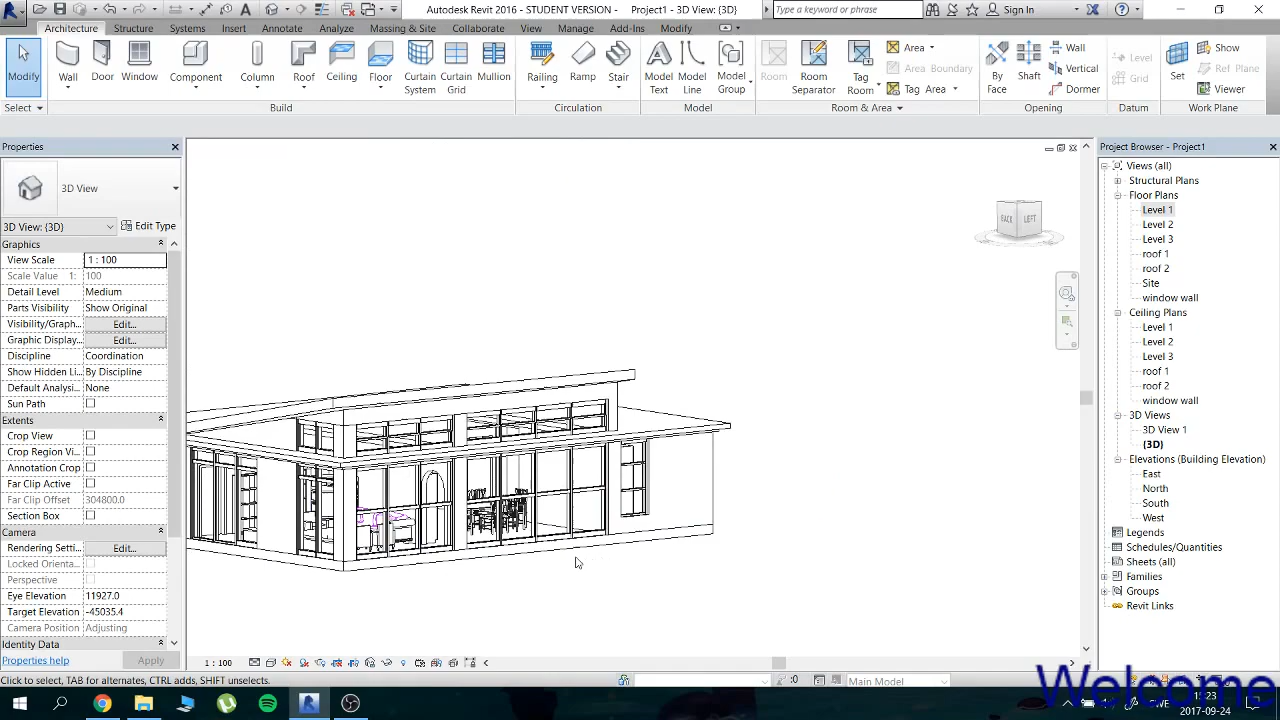 Autodesk Revit 2016 - STUDENT VERSION - Project1 - 3D View: {3D}
Type a keyword or phrase
Sign In
Architecture Structure Systems Insert Annotate Analyze Massing & Site Collaborate View Manage Add-Ins Modify
Modify Wall Door Window Component Column Roof Ceiling Floor Curtain System Curtain Grid Mullion Railing Ramp Stair Model Text Model Line Model Group Room Room Separator Tag Room
Area
Area Boundary
Tag Area
By Face Shaft
Wall
Vertical
Dormer
Level
Grid
Set
Show
Ref Plane
Viewer
Select Build Circulation Model Room & Area Opening Datum Work Plane
Properties
3D View
3D View: {3D} Edit Type
Graphics
View Scale 1 : 100
Scale Value 1: 100
Detail Level Medium
Parts Visibility Show Original
Visibility/Graph... Edit...
Graphic Display... Edit...
Discipline Coordination
Show Hidden Li... By Discipline
Default Analysi... None
Sun Path
Extents
Crop View
Crop Region Vi...
Annotation Crop
Far Clip Active
Far Clip Offset 304800.0
Section Box
Camera
Rendering Setti... Edit...
Locked Orienta...
Perspective
Eye Elevation 11927.0
Target Elevation -45035.4
Camera Position Adjusting
Identity Data
Properties help Apply
BACK LEFT
1 : 100
Project Browser - Project1
Views (all)
Structural Plans
Floor Plans
Level 1
Level 2
Level 3
roof 1
roof 2
Site
window wall
Ceiling Plans
Level 1
Level 2
Level 3
roof 1
roof 2
window wall
3D Views
3D View 1
{3D}
Elevations (Building Elevation)
East
North
South
West
Legends
Schedules/Quantities
Sheets (all)
Families
Groups
Revit Links
Click to select, TAB for alternates, CTRL adds, SHIFT unselects.
:0
Main Model
Welcome
15:23
SWE
2017-09-24